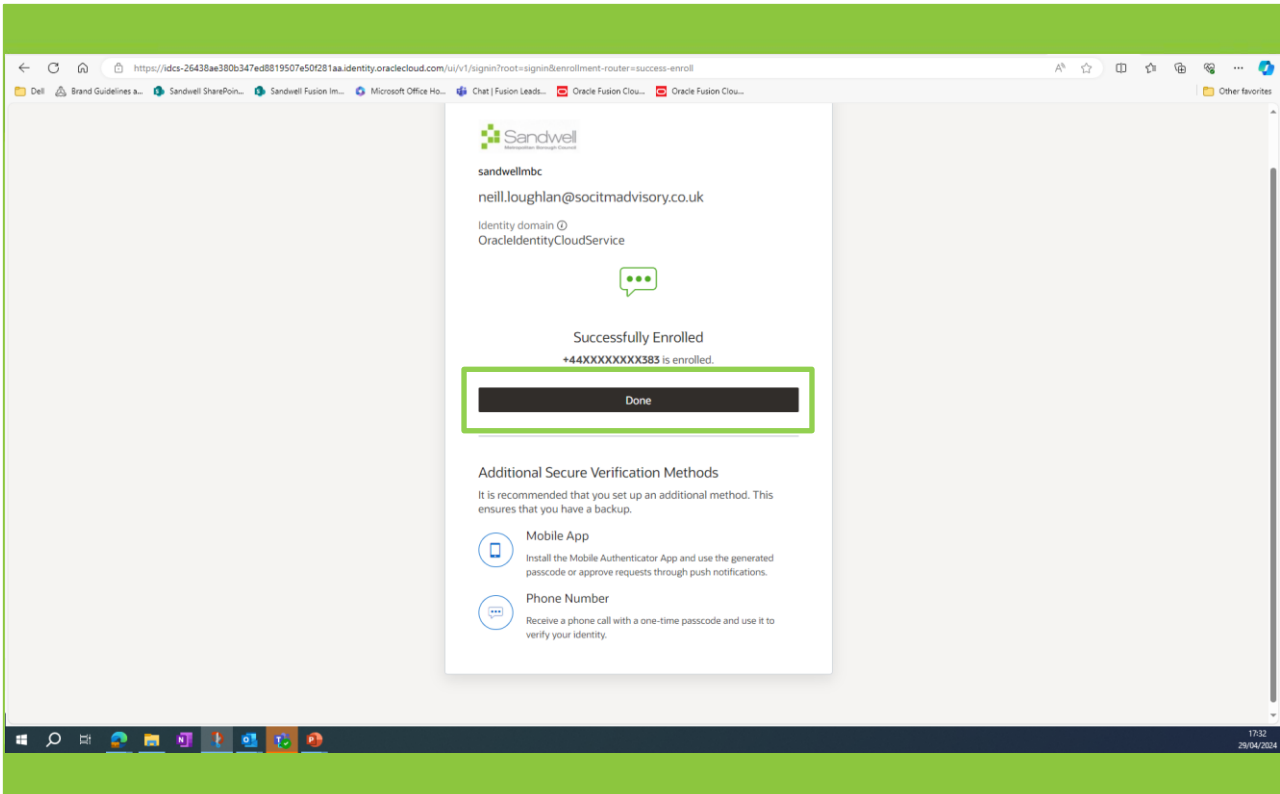 https://idcs-26438ae380b347ed8819507e50f281aa.identity.oraclecloud.com/ui/v1/signin?root=signin&enrollment-router=success-enroll
Dell Brand Guidelines a... Sandwell SharePoin... Sandwell Fusion Im... Microsoft Office Ho... Chat | Fusion Leads... Oracle Fusion Clou... Oracle Fusion Clou... Other favorites
Sandwell
Metropolitan Borough Council
sandwellmbc
neill.loughlan@socitmadvisory.co.uk
Identity domain
OracleIdentityCloudService
Successfully Enrolled
+44XXXXXXXX383 is enrolled.
Done
Additional Secure Verification Methods
It is recommended that you set up an additional method. This
ensures that you have a backup.
Mobile App
Install the Mobile Authenticator App and use the generated
passcode or approve requests through push notifications.
Phone Number
Receive a phone call with a one-time passcode and use it to
verify your identity.
17:32
29/04/2024